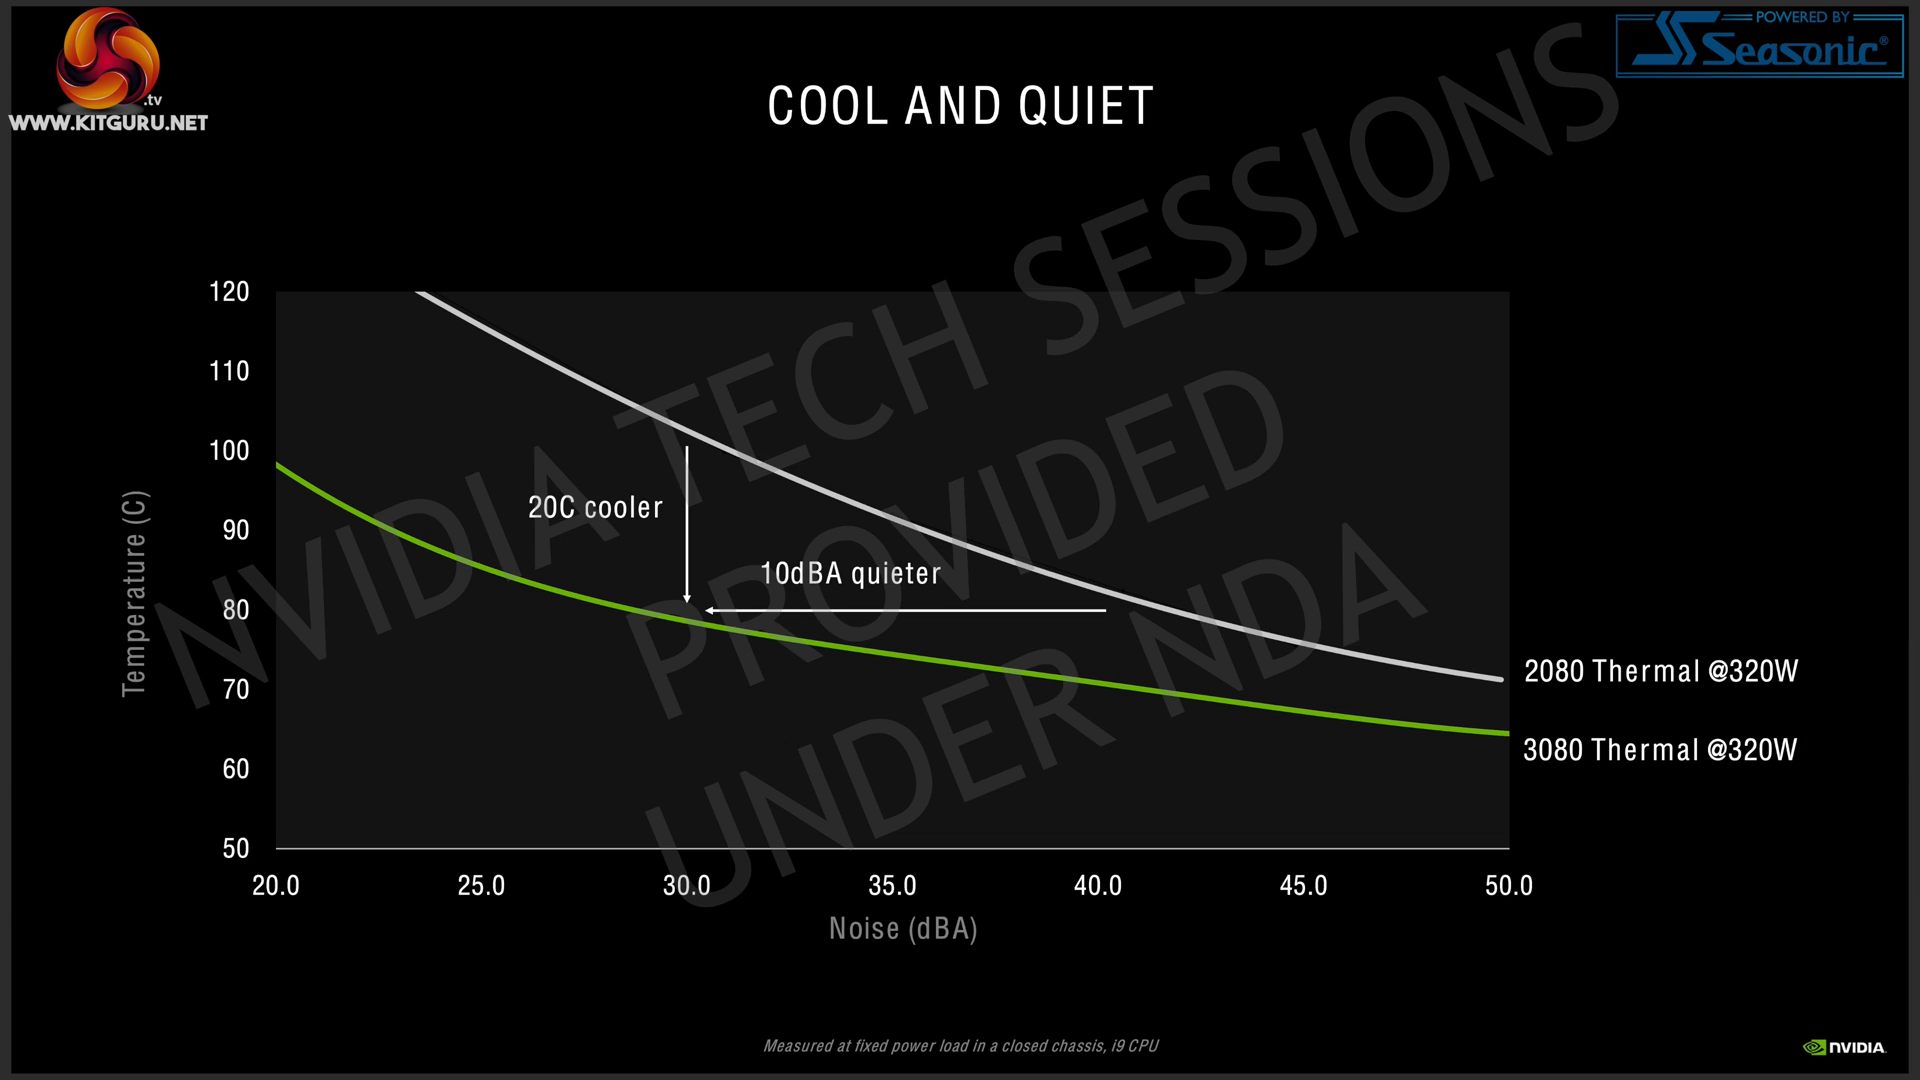 .tv
WWW.KITGURU.NET
POWERED BY
Seasonic®
COOL AND QUIET
NVIDIA TECH SESSIONS
PROVIDED
UNDER NDA
120
110
100
90
80
70
60
50
Temperature (C)
20C cooler
10dBA quieter
2080 Thermal @320W
3080 Thermal @320W
20.0 25.0 30.0 35.0 40.0 45.0 50.0
Noise (dBA)
Measured at fixed power load in a closed chassis, i9 CPU
NVIDIA.